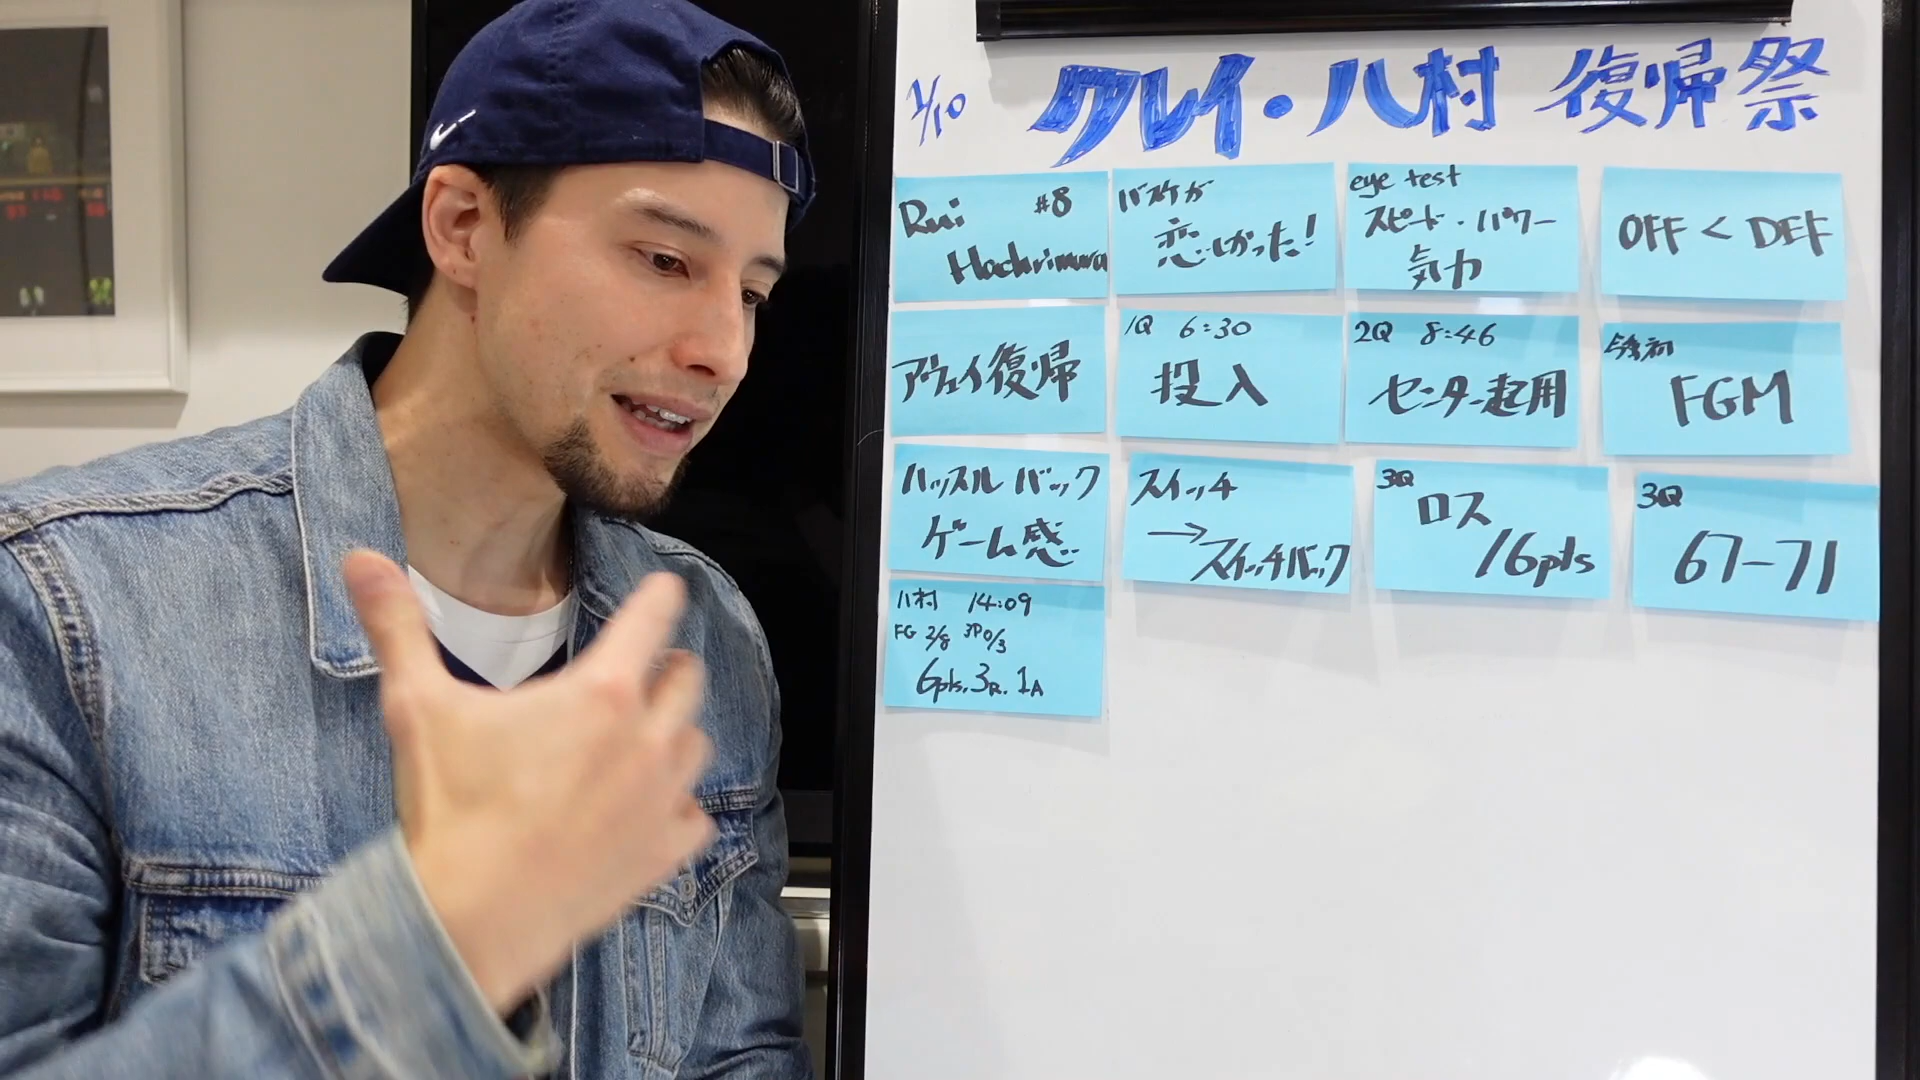 1/10 クレイ・八村 復帰祭
Rui #8
Hachimura
バスケが
恋しかった!
eye test
スピード・パワー
気力
OFF < DEF
アウェイ復帰
1Q 6:30
投入
2Q 8:46
センター起用
今季初
FGM
ハッスルバック
ゲーム感
スイッチ
→スイッチバック
3Q
ロス
16pts
3Q
67-71
八村 14:09
FG 2/8 3P 0/3
6pts. 3R. 1A